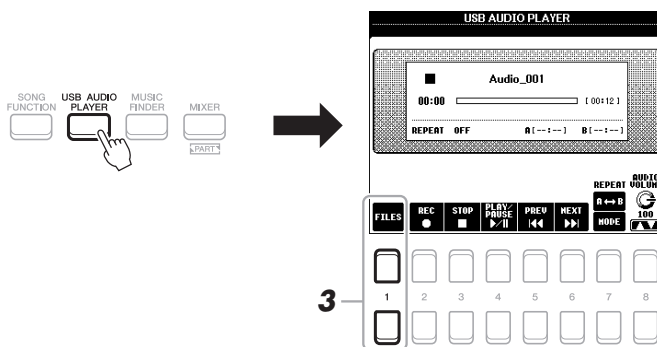 SONG FUNCTION
USB AUDIO PLAYER
MUSIC FINDER
MIXER
PART
USB AUDIO PLAYER
Audio_001
00:00
[ 00:12 ]
REPEAT OFF A[--:--] B[--:--]
FILES
REC
STOP
PLAY/PAUSE
PREV
NEXT
REPEAT
A↔B
MODE
AUDIO
100
3
1 2 3 4 5 6 7 8